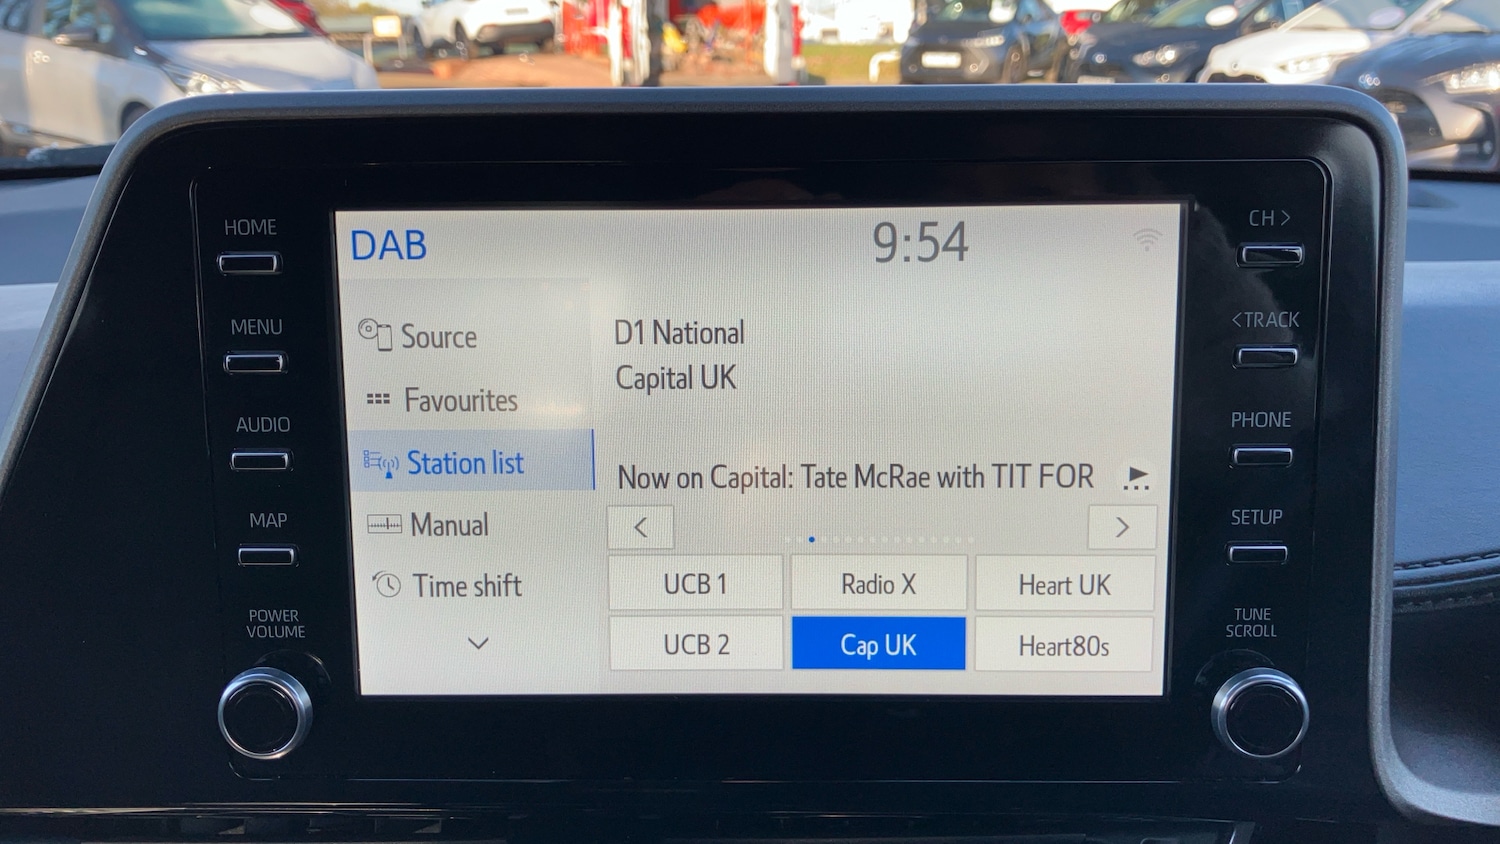 HOME
MENU
AUDIO
MAP
POWER
VOLUME
DAB
9:54
Source
Favourites
Station list
Manual
Time shift
D1 National
Capital UK
Now on Capital: Tate McRae with TIT FOR
<
>
UCB 1
Radio X
Heart UK
UCB 2
Cap UK
Heart80s
CH >
<TRACK
PHONE
SETUP
TUNE
SCROLL